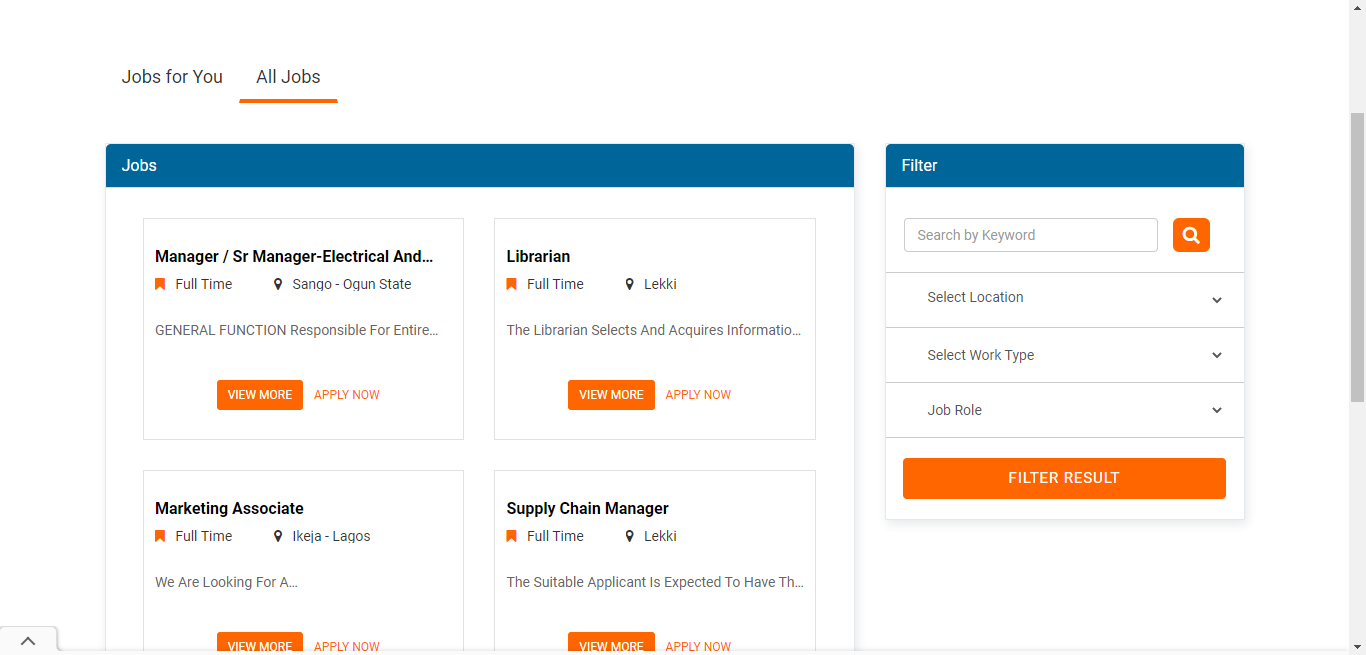 Jobs for You
All Jobs
Jobs
Manager / Sr Manager-Electrical And...
Full Time
Sango - Ogun State
GENERAL FUNCTION Responsible For Entire...
VIEW MORE
APPLY NOW
Librarian
Full Time
Lekki
The Librarian Selects And Acquires Informatio...
VIEW MORE
APPLY NOW
Marketing Associate
Full Time
Ikeja - Lagos
We Are Looking For A...
VIEW MORE
APPLY NOW
Supply Chain Manager
Full Time
Lekki
The Suitable Applicant Is Expected To Have Th...
VIEW MORE
APPLY NOW
Filter
Search by Keyword
Select Location
Select Work Type
Job Role
FILTER RESULT